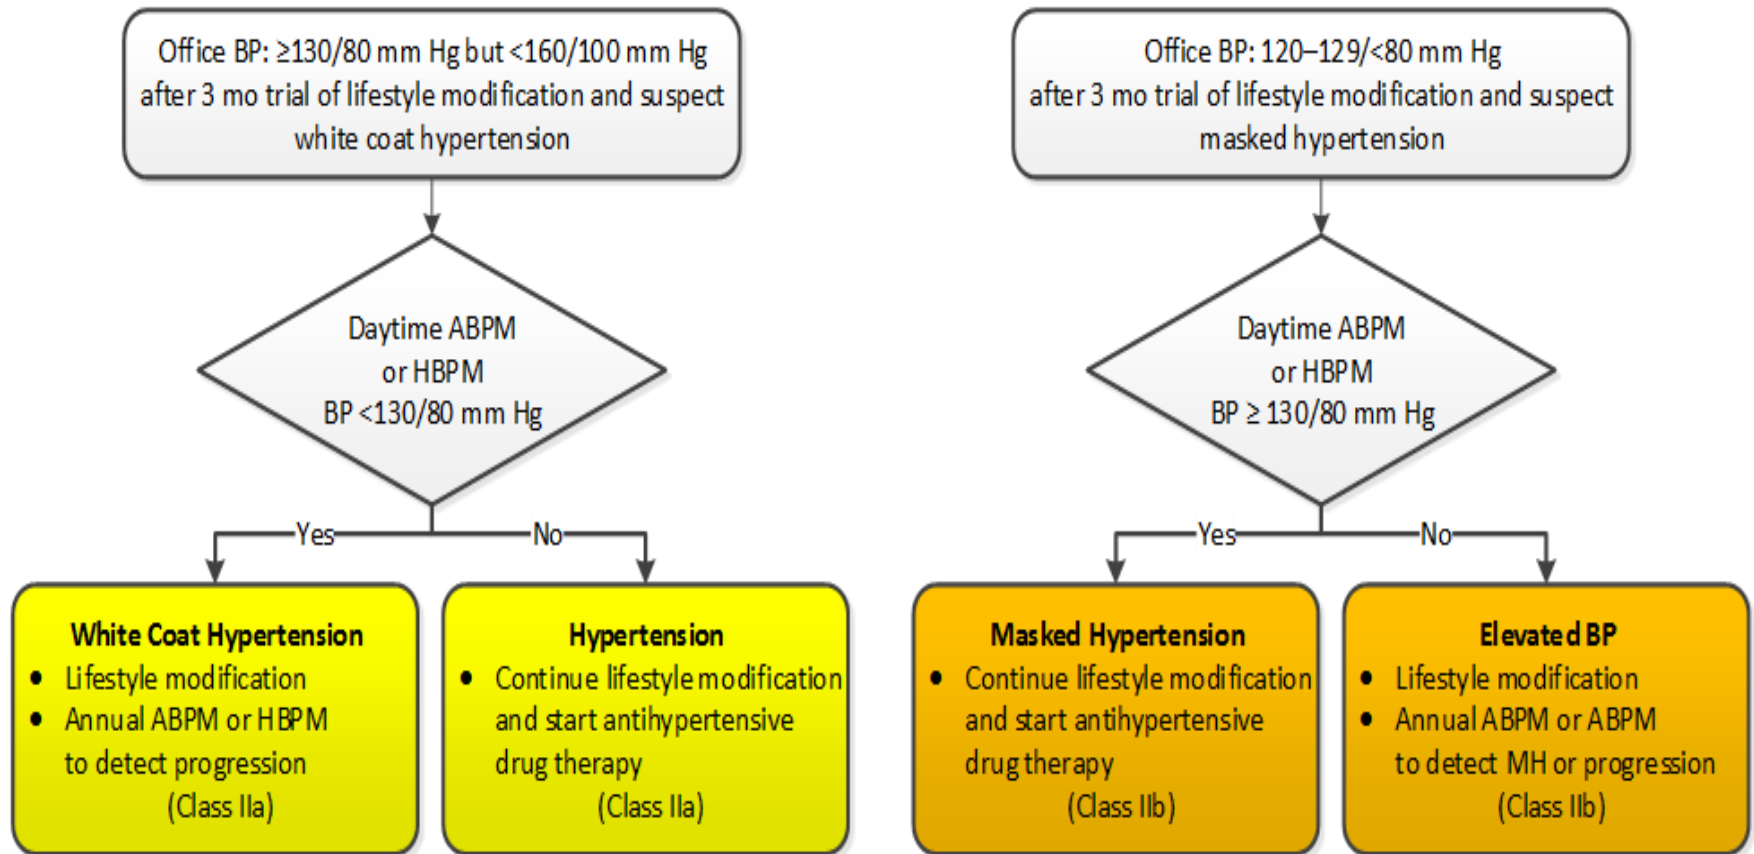 Office BP: ≥130/80 mm Hg but <160/100 mm Hg
after 3 mo trial of lifestyle modification and suspect
white coat hypertension
Daytime ABPM
or HBPM
BP <130/80 mm Hg
Yes
No
White Coat Hypertension
• Lifestyle modification
• Annual ABPM or HBPM
to detect progression
(Class IIa)
Hypertension
• Continue lifestyle modification
and start antihypertensive
drug therapy
(Class IIa)
Office BP: 120–129/<80 mm Hg
after 3 mo trial of lifestyle modification and suspect
masked hypertension
Daytime ABPM
or HBPM
BP ≥ 130/80 mm Hg
Yes
No
Masked Hypertension
• Continue lifestyle modification
and start antihypertensive
drug therapy
(Class IIb)
Elevated BP
• Lifestyle modification
• Annual ABPM or ABPM
to detect MH or progression
(Class IIb)